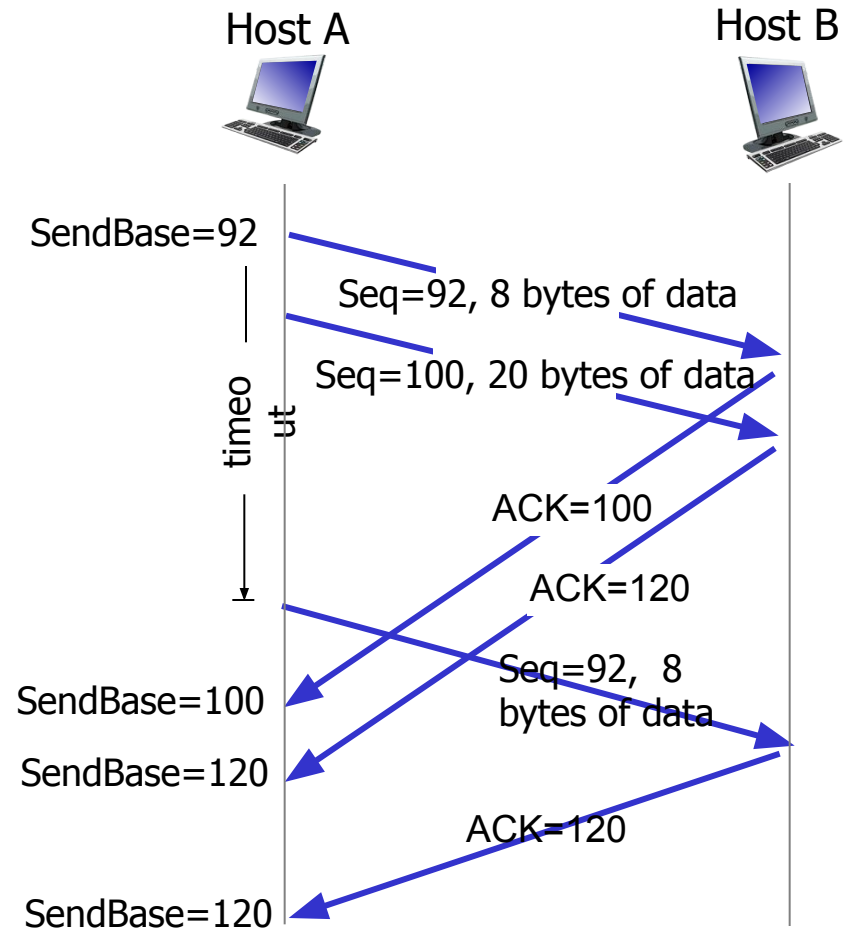 Host A
Host B
SendBase=92
Seq=92, 8 bytes of data
Seq=100, 20 bytes of data
timeo
ut
ACK=100
ACK=120
Seq=92,  8
bytes of data
SendBase=100
SendBase=120
ACK=120
SendBase=120